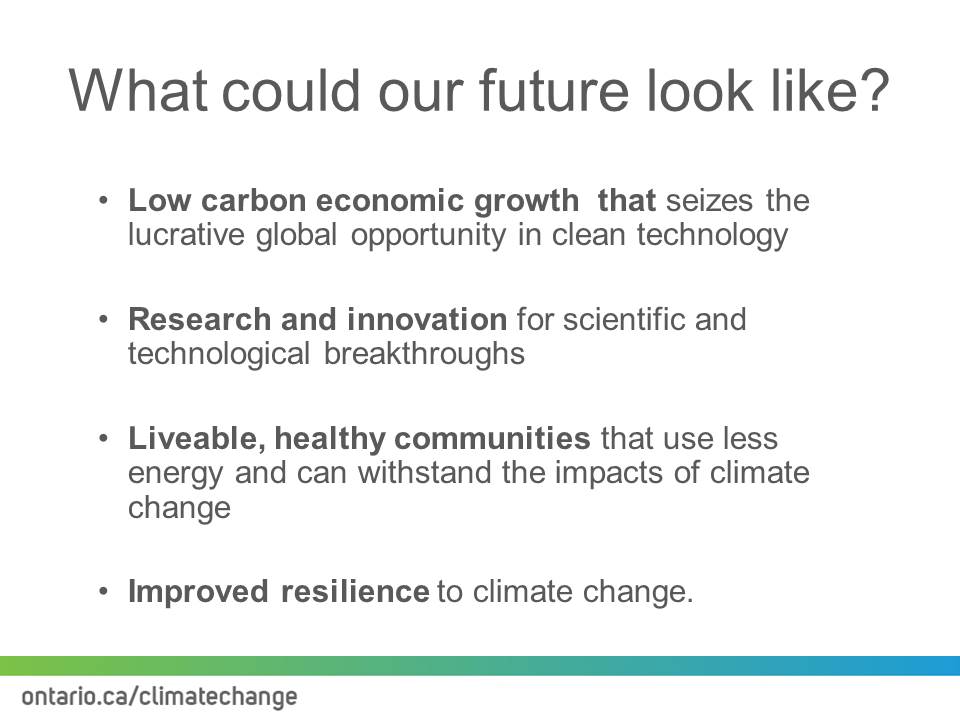 What could our future look like?
• Low carbon economic growth  that seizes the
lucrative global opportunity in clean technology
• Research and innovation for scientific and
technological breakthroughs
• Liveable, healthy communities that use less
energy and can withstand the impacts of climate
change
• Improved resilience to climate change.
ontario.ca/climatechange